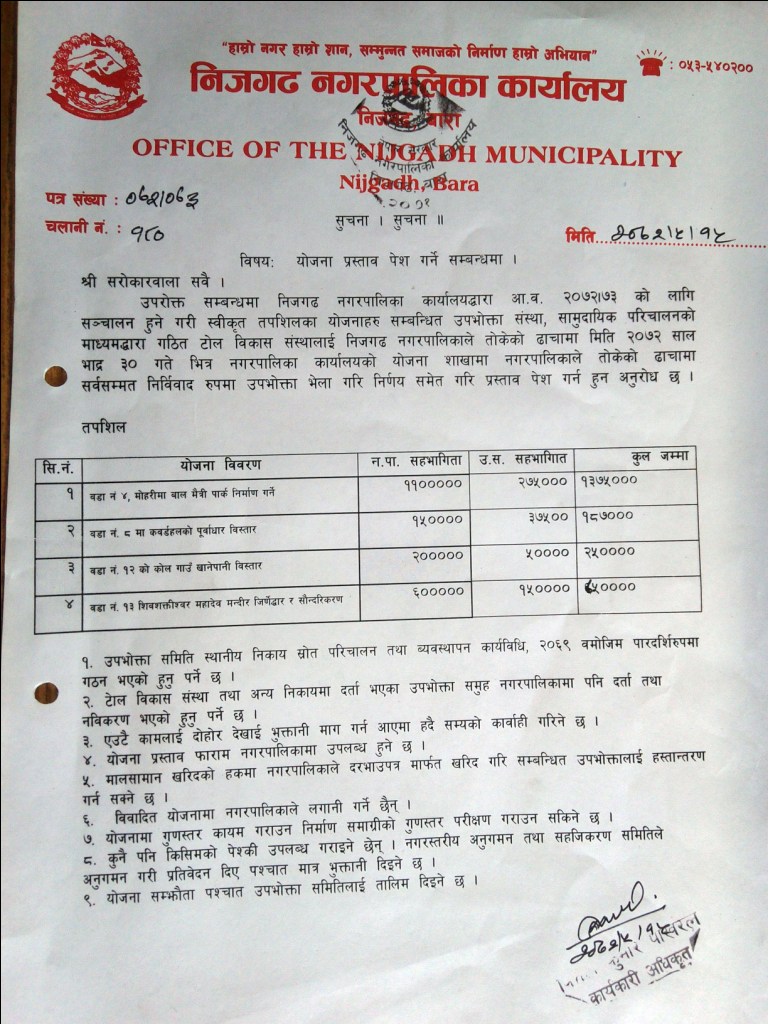 "हाम्रो नगर हाम्रो शान, सम्मुन्नत समाजको निर्माण हाम्रो अभियान"
: ०५३-५४०२००
निजगढ नगरपालिका कार्यालय
निजगढ, बारा
OFFICE OF THE NIJGADH MUNICIPALITY
Nijgadh, Bara
२०७१
पत्र संख्या : ०७२/०७३
चलानी नं. : १९०
सुचना । सुचना ॥
मिति २०७२/५/१५
विषयः योजना प्रस्ताव पेश गर्ने सम्बन्धमा ।
श्री सरोकारवाला सवै ।
उपरोक्त सम्बन्धमा निजगढ नगरपालिका कार्यालयद्धारा आ.व. २०७२।७३ को लागि
सञ्चालन हुने गरी स्वीकृत तपशिलका योजनाहरु सम्बन्धित उपभोक्ता संस्था, सामुदायिक परिचालनको
माध्यमद्धारा गठित टोल विकास संस्थालाई निजगढ नगरपालिकाले तोकेको ढाचामा मिति २०७२ साल
भाद्र ३० गते भित्र नगरपालिका कार्यालयको योजना शाखामा नगरपालिकाले तोकेको ढाचामा
सर्वसम्मत निर्विवाद रुपमा उपभोक्ता भेला गरि निर्णय समेत गरि प्रस्ताव पेश गर्न हुन अनुरोध छ ।
तपशिल
सि.नं. योजना विवरण न.पा. सहभागिता उ.स. सहभागित कुल जम्मा
१ वडा नं ४, मोहरीमा बाल मैत्री पार्क निर्माण गर्ने ११००००० २७५००० १३७५०००
२ वडा नं. ८ मा कवर्डहलको पूर्वाधार विस्तार १५०००० ३७५०० १८७०००
३ वडा नं. १२ को कोल गाउँ खानेपानी विस्तार २००००० ५०००० २५००००
४ वडा नं. १३ शिवशक्तीश्वर महादेव मन्दीर जिर्णेद्धार र सौन्दरिकरण ६००००० १५००००
१. उपभोक्ता समिति स्थानीय निकाय स्रोत परिचालन तथा ब्यवस्थापन कार्यविधि, २०६९ वमोजिम पारदर्शिरुपमा
गठन भएको हुनु पर्ने छ ।
२. टोल विकास संस्था तथा अन्य निकायमा दर्ता भएका उपभोक्ता समुह नगरपालिकामा पनि दर्ता तथा
नविकरण भएको हुनु पर्ने छ ।
३. एउटै कामलाई दोहोर देखाई भुक्तानी माग गर्न आएमा हदै सम्यको कार्वाही गरिने छ ।
४. योजना प्रस्ताव फाराम नगरपालिकामा उपलब्ध हुने छ ।
५. मालसामान खरिदको हकमा नगरपालिकाले दरभाउपत्र मार्फत खरिद गरि सम्बन्धित उपभोक्तालाई हस्तान्तरण
गर्न सक्ने छ ।
६. विवादित योजनामा नगरपालिकाले लगानी गर्ने छैन् ।
७. योजनामा गुणस्तर कायम गराउन निर्माण समाग्रीको गुणस्तर परीक्षण गराउन सकिने छ ।
८. कुनै पनि किसिमको पेश्की उपलब्ध गराइने छेन् । नगरस्तरीय अनुगमन तथा सहजिकरण समितिले
अनुगमन गरी प्रतिवेदन दिए पश्चात मात्र भुक्तानी दिइने छ ।
९. योजना सम्झौता पश्चात उपभोक्ता समितिलाई तालिम दिइने छ ।
२०७२/५/१५
कुमार
कार्यकारी अधिकृत